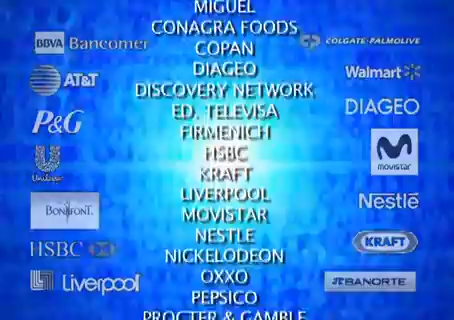 MIGUEL
CONAGRA FOODS
COPAN
DIAGEO
DISCOVERY NETWORK
ED. TELEVISA
FIRMENICH
HSBC
KRAFT
LIVERPOOL
MOVISTAR
NESTLE
NICKELODEON
OXXO
PEPSICO
PROCTER & GAMBLE
BBVA Bancomer
AT&T
P&G
Unilever
BONAFONT
HSBC
Liverpool
COLGATE-PALMOLIVE
CP
Walmart
DIAGEO
movistar
Nestlé
KRAFT
BANORTE